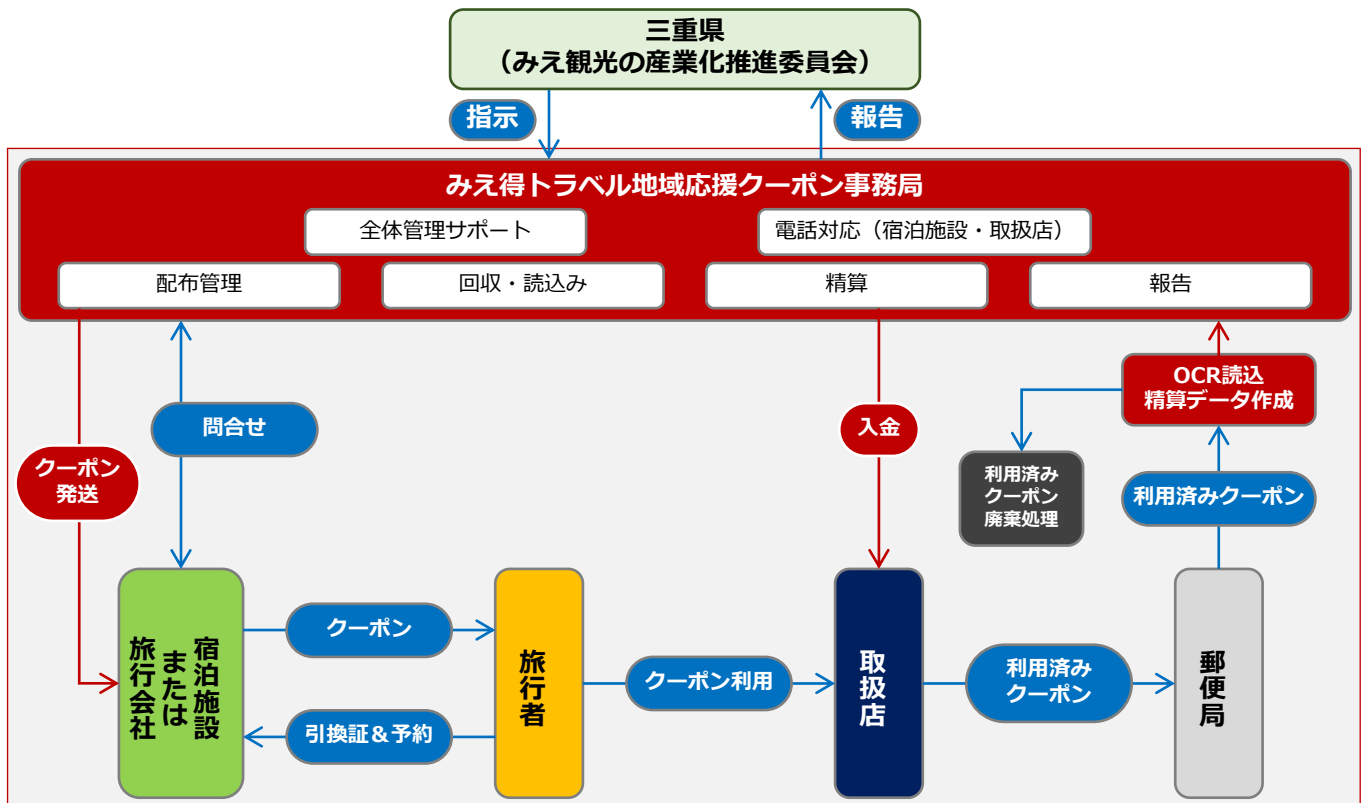 三重県
（みえ観光の産業化推進委員会）
指示
報告
みえ得トラベル地域応援クーポン事務局
全体管理サポート
電話対応（宿泊施設・取扱店）
配布管理
回収・読込み
精算
報告
OCR読込
精算データ作成
問合せ
入金
クーポン
発送
利用済み
クーポン
廃棄処理
利用済みクーポン
宿泊施設
または
旅行会社
クーポン
引換証＆予約
旅行者
クーポン利用
取扱店
利用済み
クーポン
郵便局